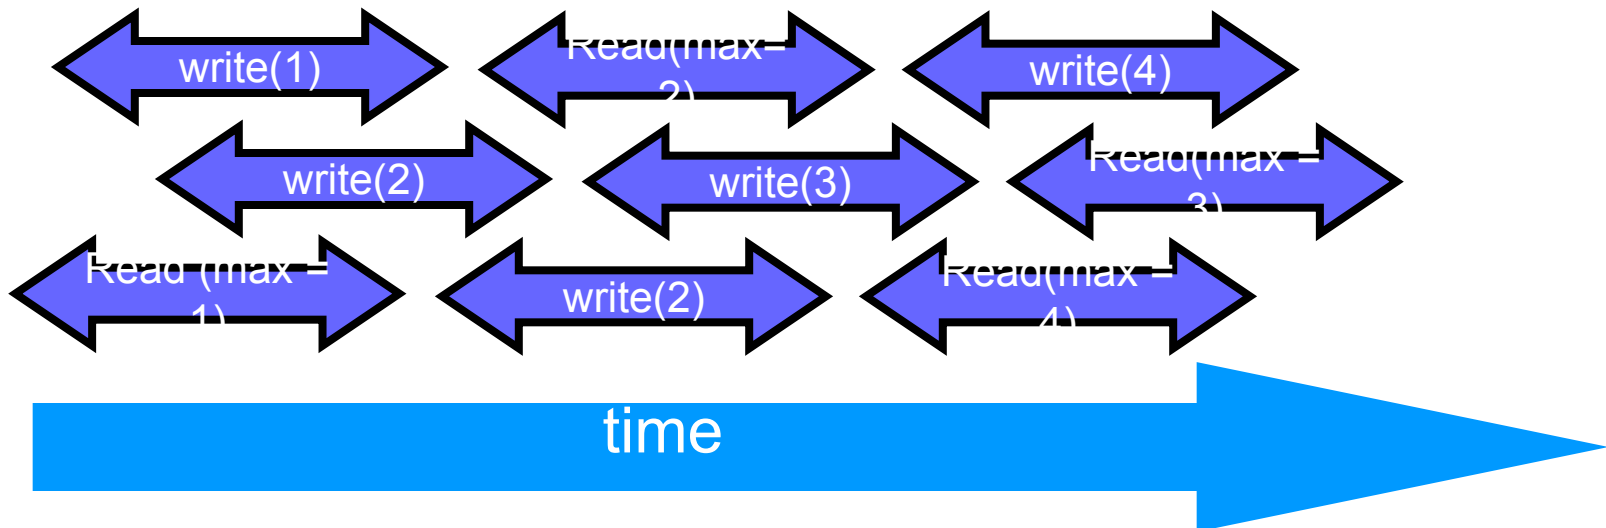 write(1)
Read(max=
2)
write(4)
write(2)
write(3)
Read(max =
3)
Read (max =
1)
write(2)
Read(max =
4)
time